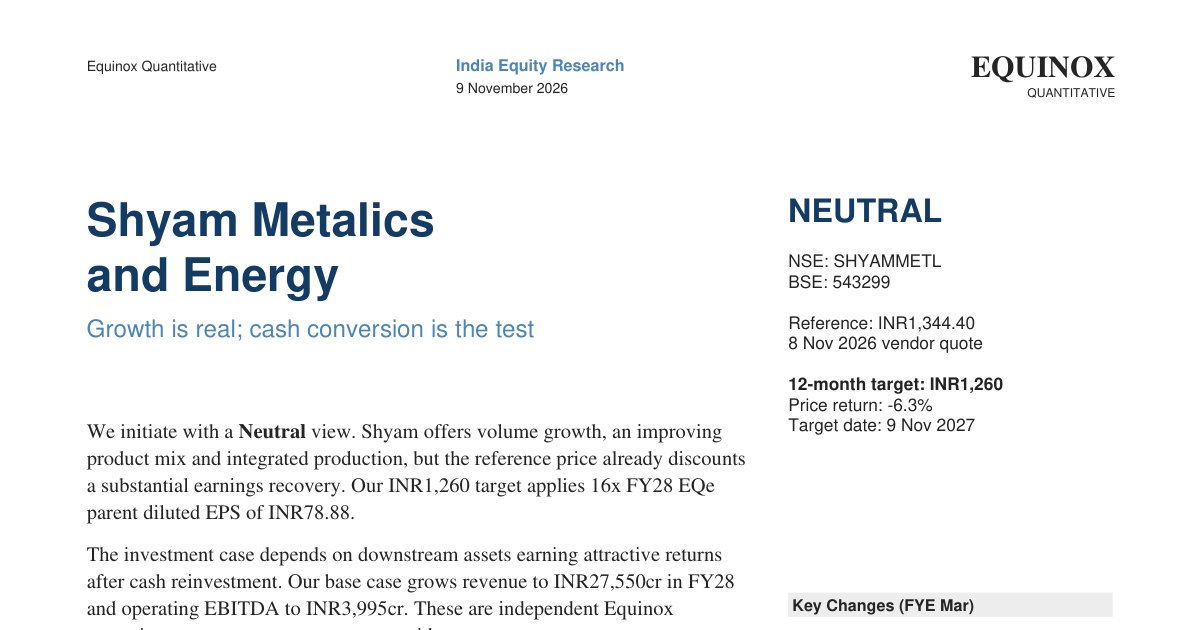 Equinox Quantitative
India Equity Research
9 November 2026
EQUINOX
QUANTITATIVE
Shyam Metalics
and Energy
Growth is real; cash conversion is the test
We initiate with a Neutral view. Shyam offers volume growth, an improving
product mix and integrated production, but the reference price already discounts
a substantial earnings recovery. Our INR1,260 target applies 16x FY28 EQe
parent diluted EPS of INR78.88.
The investment case depends on downstream assets earning attractive returns
after cash reinvestment. Our base case grows revenue to INR27,550cr in FY28
and operating EBITDA to INR3,995cr. These are independent Equinox
NEUTRAL
NSE: SHYAMMETL
BSE: 543299
Reference: INR1,344.40
8 Nov 2026 vendor quote
12-month target: INR1,260
Price return: -6.3%
Target date: 9 Nov 2027
Key Changes (FYE Mar)